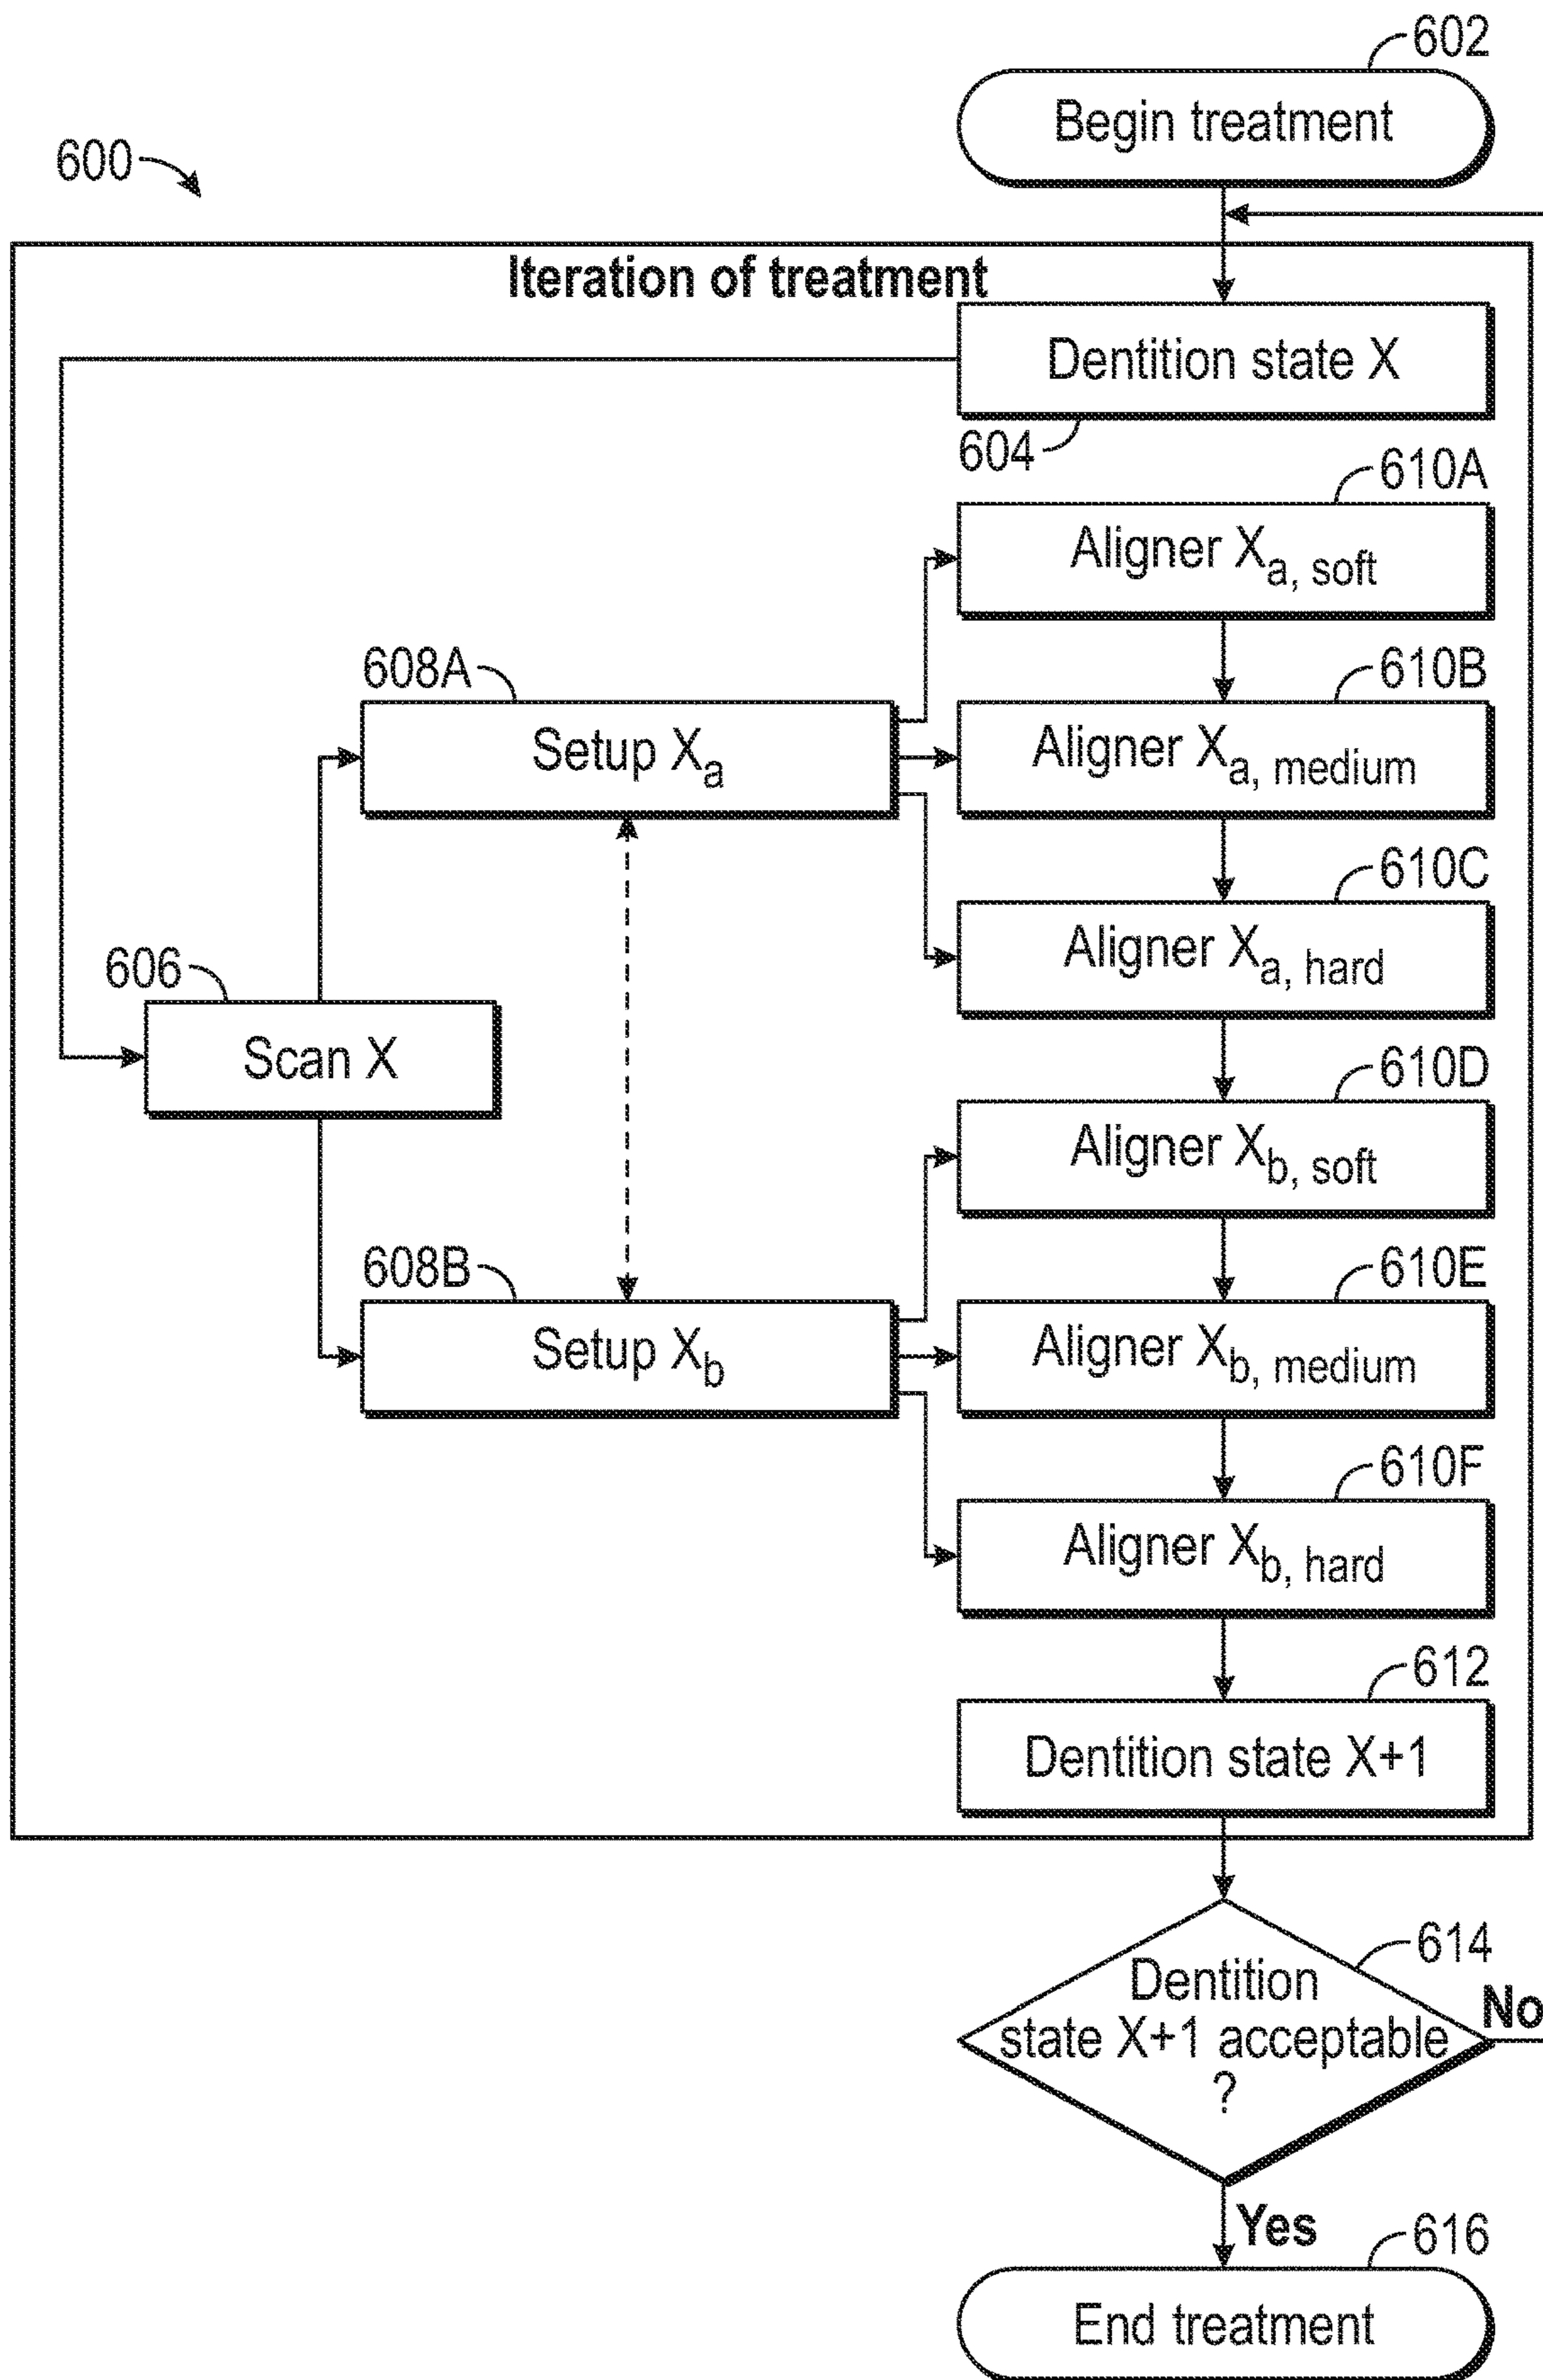 602
Begin treatment
600
Iteration of treatment
Dentition state X
604
610A
Aligner Xa, soft
608A
610B
Setup Xa
Aligner Xa, medium
610C
Aligner Xa, hard
606
Scan X
610D
Aligner Xb, soft
608B
610E
Setup Xb
Aligner Xb, medium
610F
Aligner Xb, hard
612
Dentition state X+1
614
Dentition
state X+1 acceptable
?
No
Yes
616
End treatment